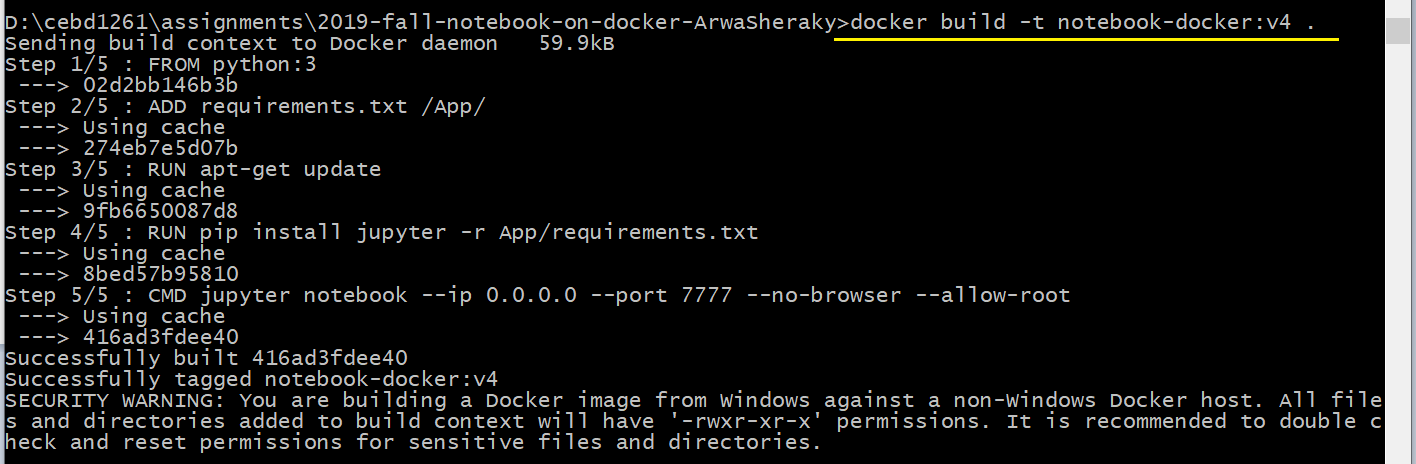 D:\cebd1261\assignments\2019-fall-notebook-on-docker-ArwaSheraky>docker build -t notebook-docker:v4 .
Sending build context to Docker daemon   59.9kB
Step 1/5 : FROM python:3
 ---> 02d2bb146b3b
Step 2/5 : ADD requirements.txt /App/
 ---> Using cache
 ---> 274eb7e5d07b
Step 3/5 : RUN apt-get update
 ---> Using cache
 ---> 9fb6650087d8
Step 4/5 : RUN pip install jupyter -r App/requirements.txt
 ---> Using cache
 ---> 8bed57b95810
Step 5/5 : CMD jupyter notebook --ip 0.0.0.0 --port 7777 --no-browser --allow-root
 ---> Using cache
 ---> 416ad3fdee40
Successfully built 416ad3fdee40
Successfully tagged notebook-docker:v4
SECURITY WARNING: You are building a Docker image from Windows against a non-Windows Docker host. All file
s and directories added to build context will have '-rwxr-xr-x' permissions. It is recommended to double c
heck and reset permissions for sensitive files and directories.